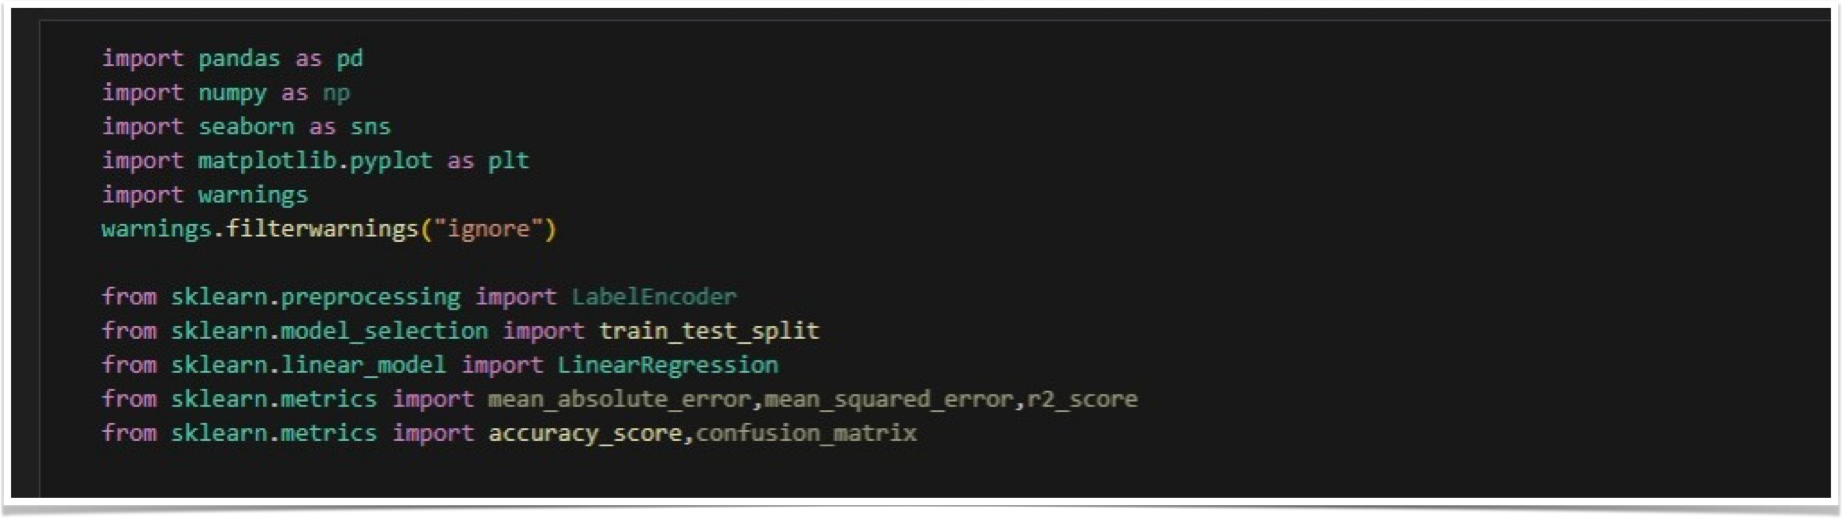 import pandas as pd
import numpy as np
import seaborn as sns
import matplotlib.pyplot as plt
import warnings
warnings.filterwarnings("ignore")
from sklearn.preprocessing import LabelEncoder
from sklearn.model_selection import train_test_split
from sklearn.linear_model import LinearRegression
from sklearn.metrics import mean_absolute_error,mean_squared_error,r2_score
from sklearn.metrics import accuracy_score,confusion_matrix